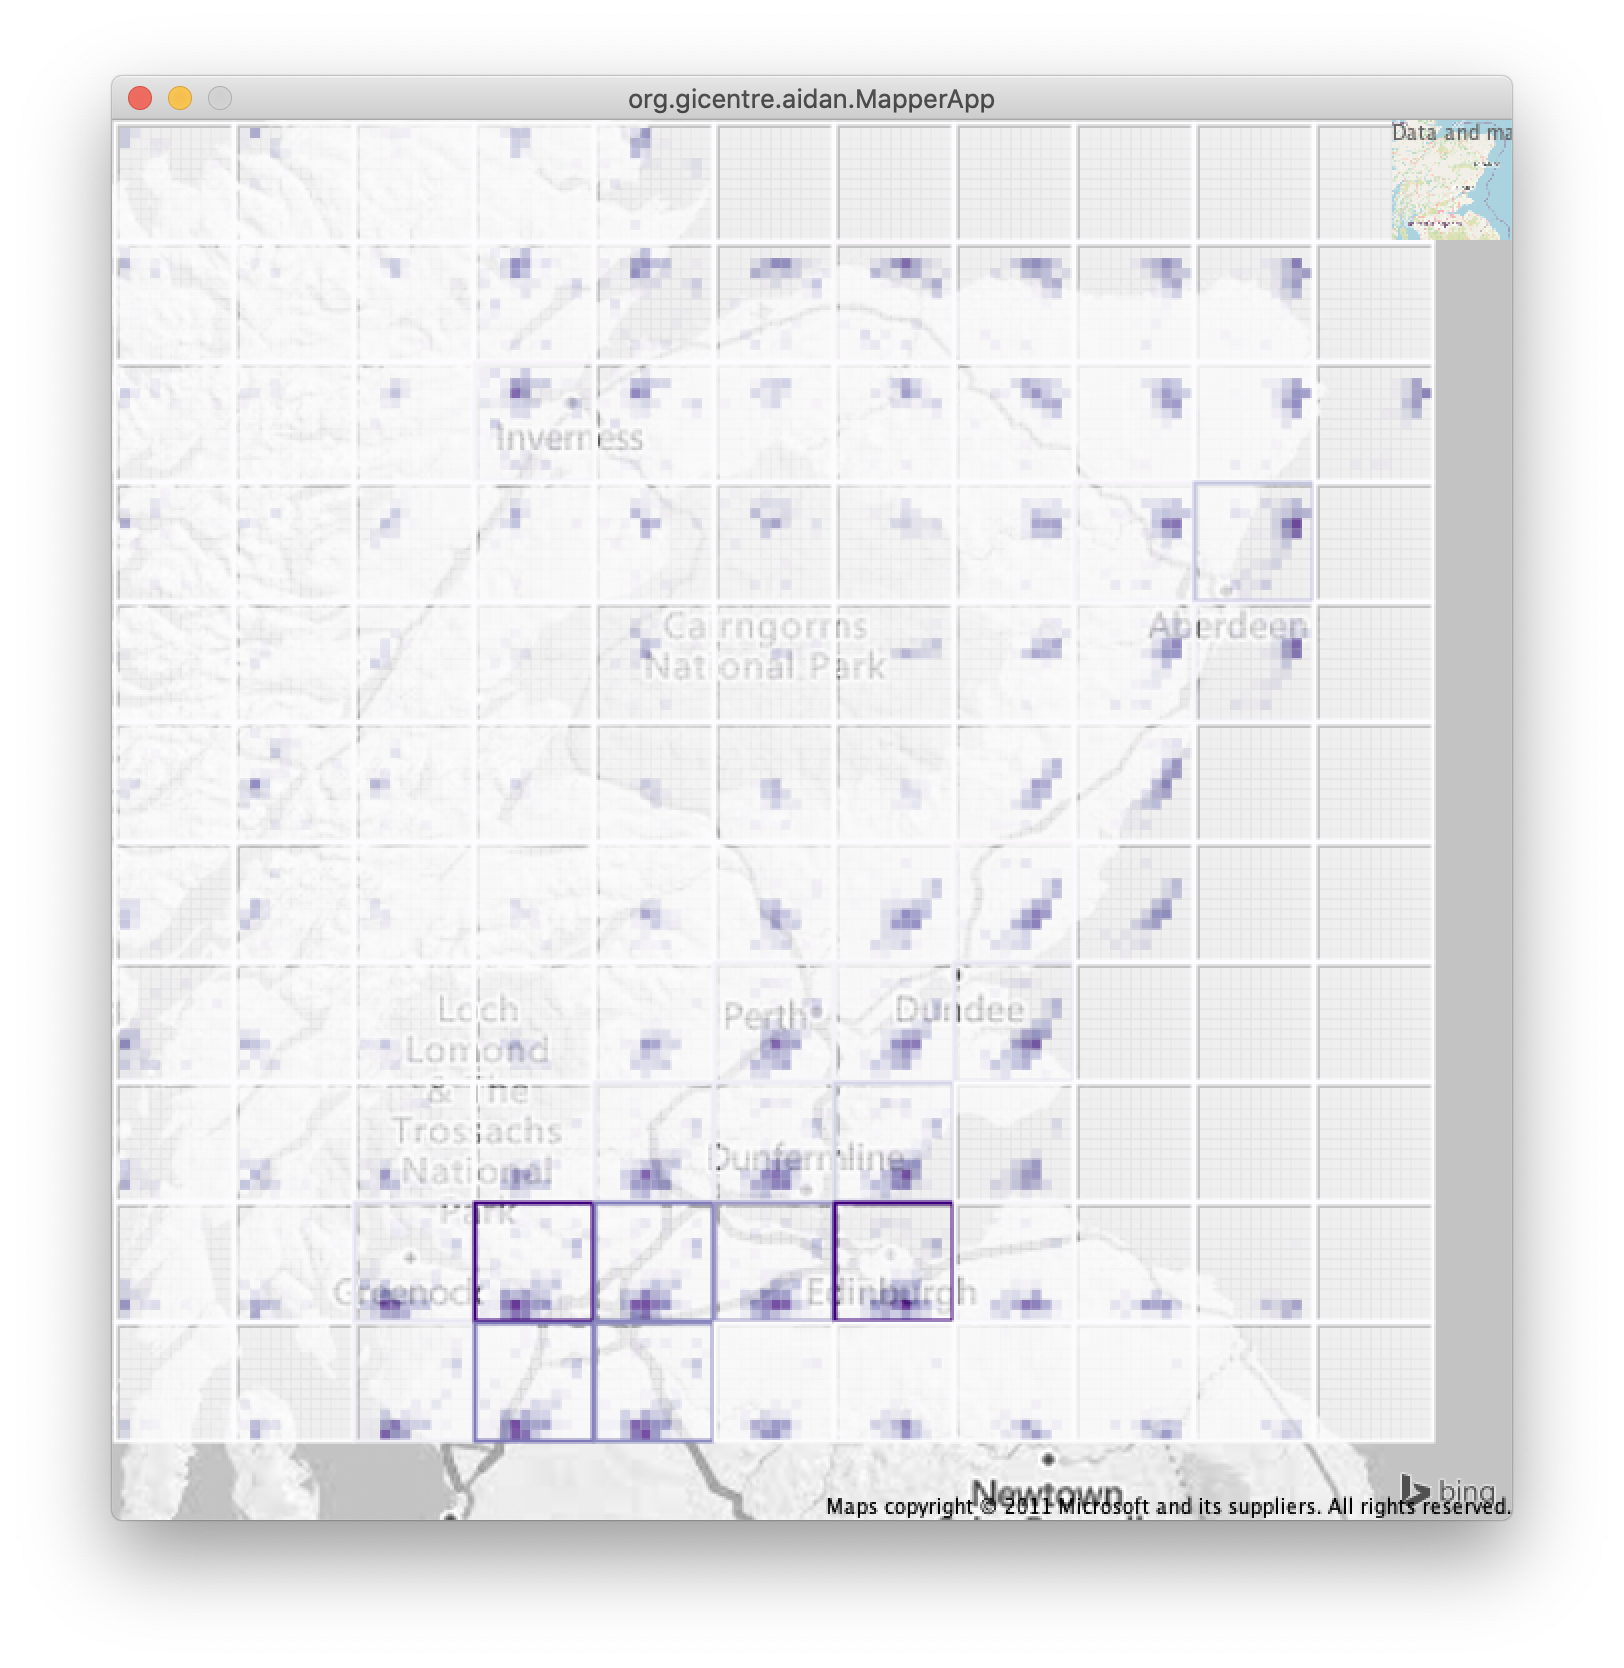 org.gicentre.aidan.MapperApp
Data and ma
Inverness
Cairngorms
National Park
Aberdeen
Loch
Lomond
& The
Trossachs
National
Park
Perth
Dundee
Dunfermline
Greenock
Edinburgh
Newtown
bing
Maps copyright © 2011 Microsoft and its suppliers. All rights reserved.